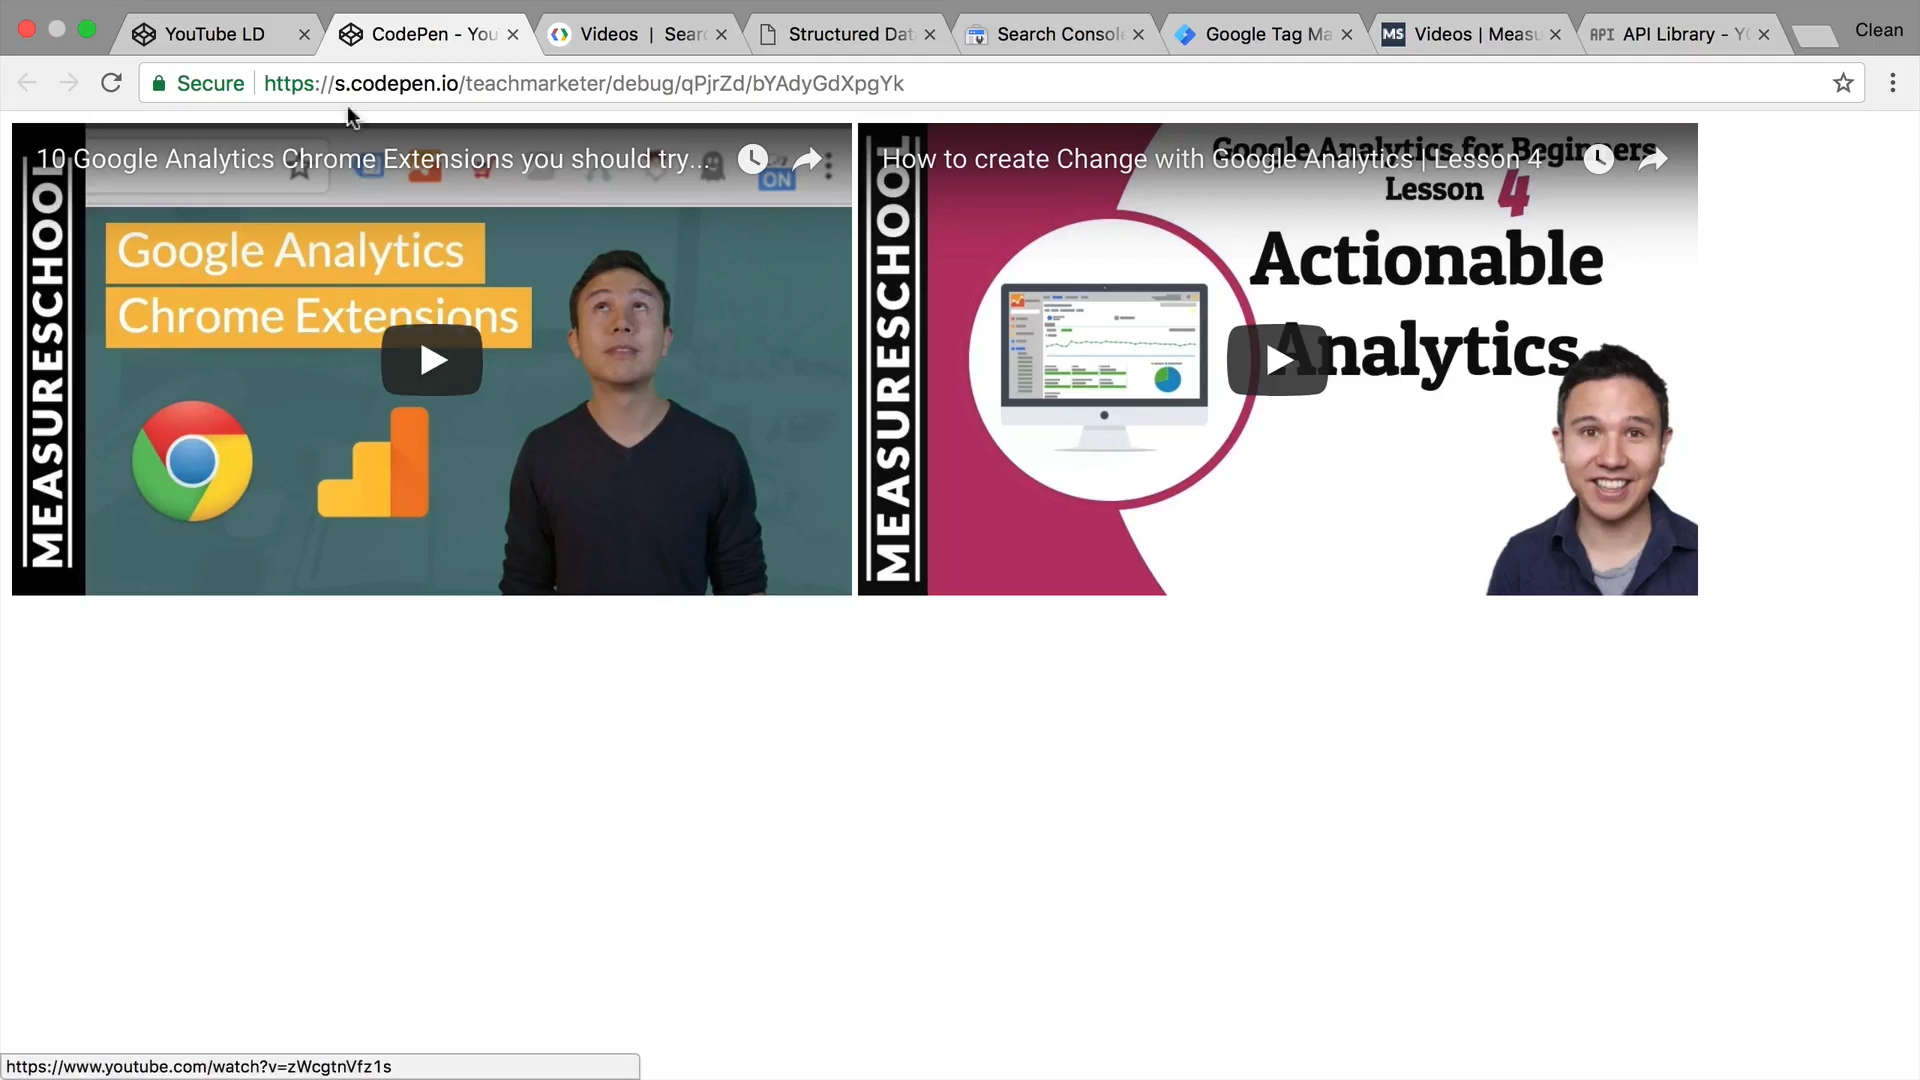 YouTube LD
CodePen - You
Videos | Sear
Structured Dat
Search Consol
Google Tag Ma
MS Videos | Measu
API API Library - Y
Clean
Secure https://s.codepen.io/teachmarketer/debug/qPjrZd/bYAdyGdXpgYk
MEASURESCHOOL
10 Google Analytics Chrome Extensions you should try...
ON
Google Analytics
Chrome Extensions
MEASURESCHOOL
How to create Change with Google Analytics | Lesson 4
Google Analytics for Beginners
Lesson 4
Actionable
Analytics
https://www.youtube.com/watch?v=zWcgtnVfz1s